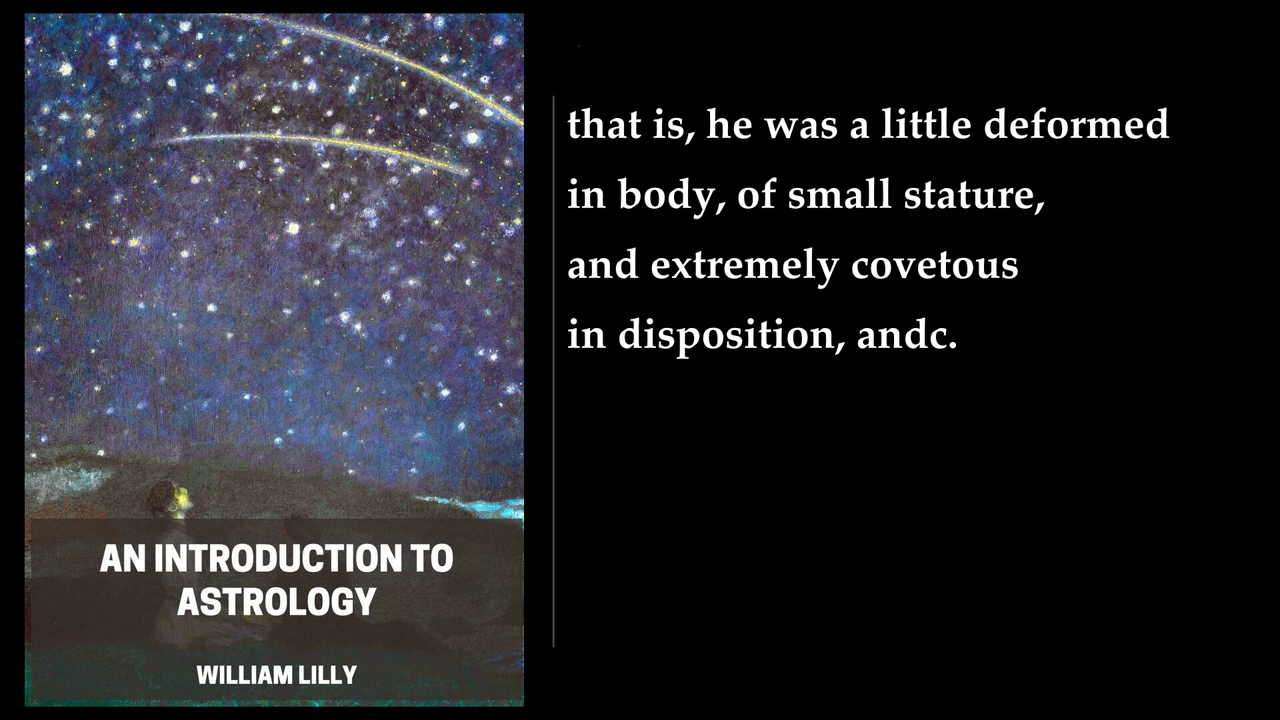 that is, he was a little deformed
in body, of small stature,
and extremely covetous
in disposition, andc.
AN INTRODUCTION TO
ASTROLOGY
WILLIAM LILLY